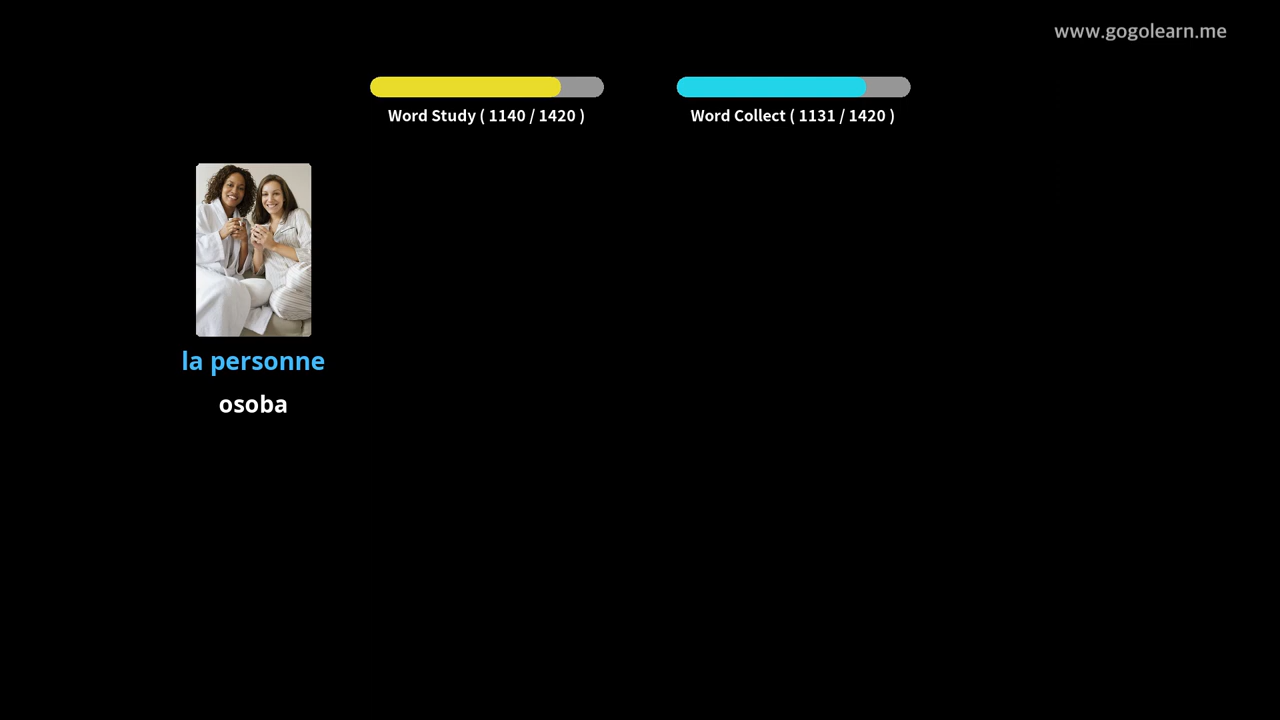 www.gogolearn.me
Word Study ( 1140 / 1420 )
Word Collect ( 1131 / 1420 )
la personne
osoba